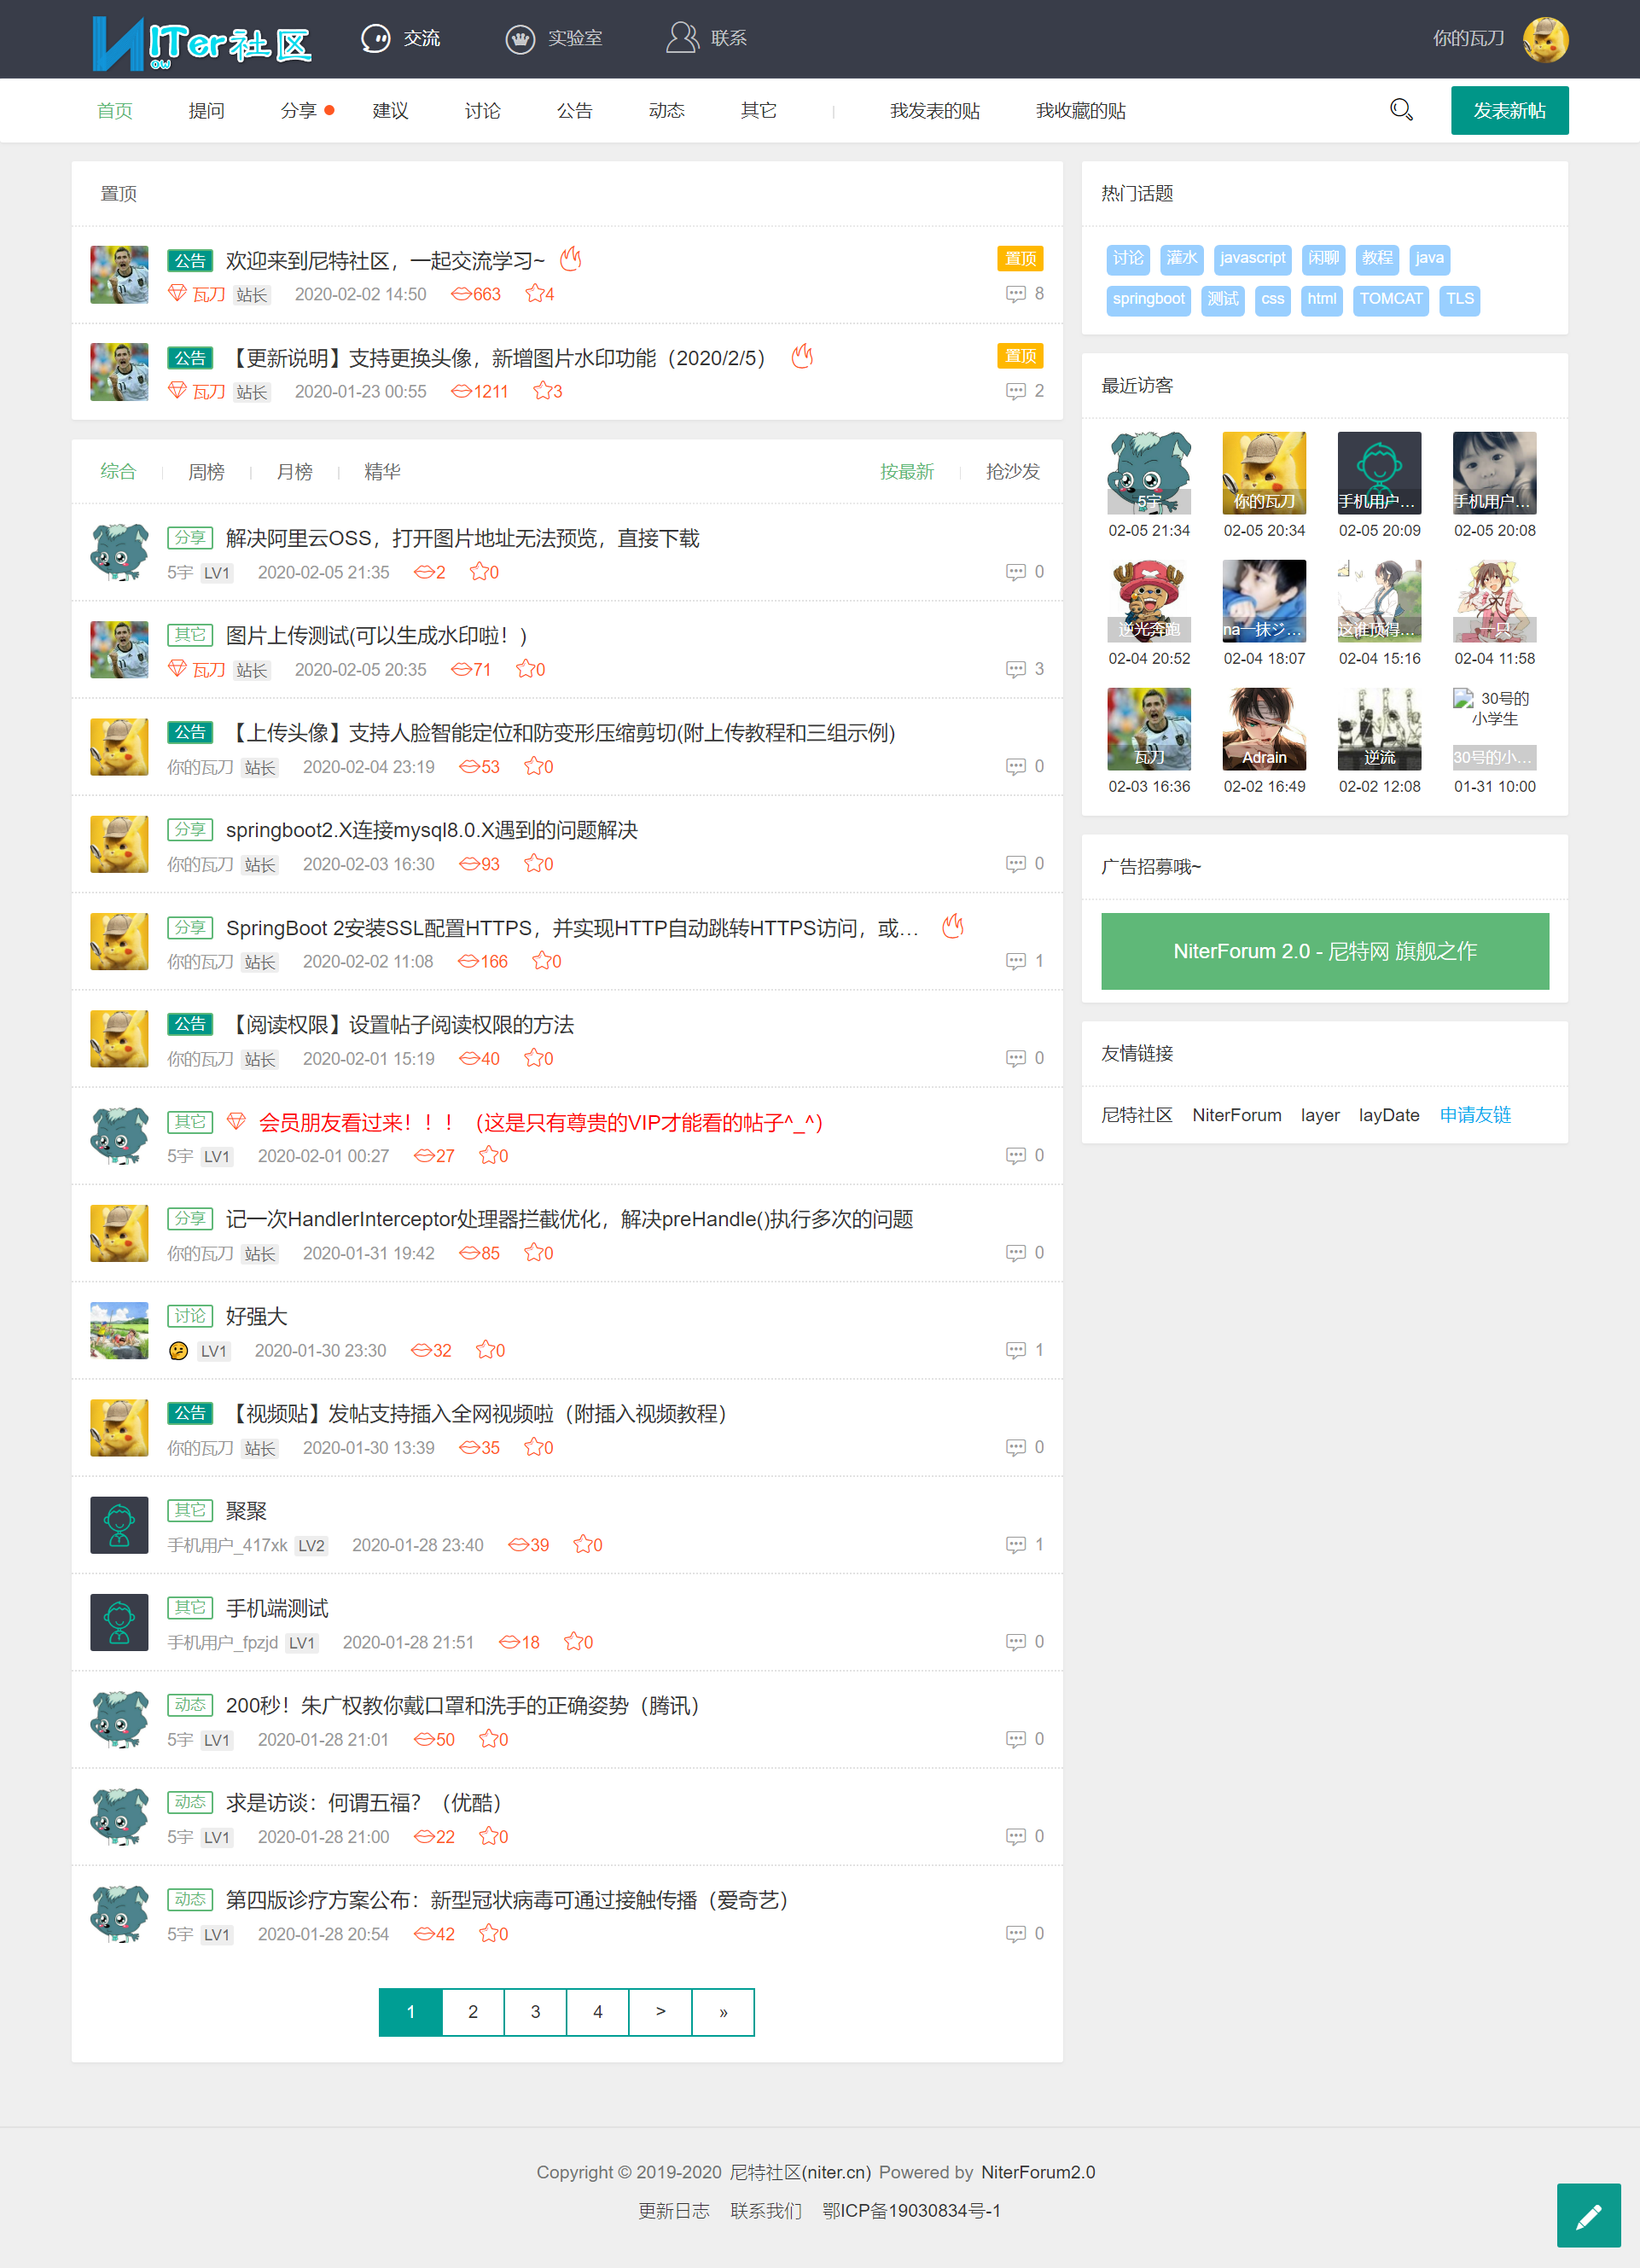 NITer社区 OW 交流 实验室 联系 你的瓦刀
首页 提问 分享 建议 讨论 公告 动态 其它 我发表的贴 我收藏的贴 发表新帖
置顶
公告 欢迎来到尼特社区，一起交流学习~ 置顶
瓦刀 站长 2020-02-02 14:50 663 4 8
公告 【更新说明】支持更换头像，新增图片水印功能（2020/2/5） 置顶
瓦刀 站长 2020-01-23 00:55 1211 3 2
综合 周榜 月榜 精华 按最新 抢沙发
分享 解决阿里云OSS，打开图片地址无法预览，直接下载
5宇 LV1 2020-02-05 21:35 2 0 0
其它 图片上传测试(可以生成水印啦！)
瓦刀 站长 2020-02-05 20:35 71 0 3
公告 【上传头像】支持人脸智能定位和防变形压缩剪切(附上传教程和三组示例)
你的瓦刀 站长 2020-02-04 23:19 53 0 0
分享 springboot2.X连接mysql8.0.X遇到的问题解决
你的瓦刀 站长 2020-02-03 16:30 93 0 0
分享 SpringBoot 2安装SSL配置HTTPS，并实现HTTP自动跳转HTTPS访问，或...
你的瓦刀 站长 2020-02-02 11:08 166 0 1
公告 【阅读权限】设置帖子阅读权限的方法
你的瓦刀 站长 2020-02-01 15:19 40 0 0
其它 会员朋友看过来！！！（这是只有尊贵的VIP才能看的帖子^_^）
5宇 LV1 2020-02-01 00:27 27 0 0
分享 记一次HandlerInterceptor处理器拦截优化，解决preHandle()执行多次的问题
你的瓦刀 站长 2020-01-31 19:42 85 0 0
讨论 好强大
🤔 LV1 2020-01-30 23:30 32 0 1
公告 【视频贴】发帖支持插入全网视频啦（附插入视频教程）
你的瓦刀 站长 2020-01-30 13:39 35 0 0
其它 聚聚
手机用户_417xk LV2 2020-01-28 23:40 39 0 1
其它 手机端测试
手机用户_fpzjd LV1 2020-01-28 21:51 18 0 0
动态 200秒！朱广权教你戴口罩和洗手的正确姿势（腾讯）
5宇 LV1 2020-01-28 21:01 50 0 0
动态 求是访谈：何谓五福？（优酷）
5宇 LV1 2020-01-28 21:00 22 0 0
动态 第四版诊疗方案公布：新型冠状病毒可通过接触传播（爱奇艺）
5宇 LV1 2020-01-28 20:54 42 0 0
1 2 3 4 > »
热门话题
讨论 灌水 javascript 闲聊 教程 java
springboot 测试 css html TOMCAT TLS
最近访客
5宇 你的瓦刀 手机用户... 手机用户...
02-05 21:34 02-05 20:34 02-05 20:09 02-05 20:08
逆光奔跑 na一抹ジ... 这谁顶得... 一只
02-04 20:52 02-04 18:07 02-04 15:16 02-04 11:58
30号的
小学生
瓦刀 Adrain 逆流 30号的小...
02-03 16:36 02-02 16:49 02-02 12:08 01-31 10:00
广告招募哦~
NiterForum 2.0 - 尼特网 旗舰之作
友情链接
尼特社区 NiterForum layer layDate 申请友链
Copyright © 2019-2020 尼特社区(niter.cn) Powered by NiterForum2.0
更新日志 联系我们 鄂ICP备19030834号-1